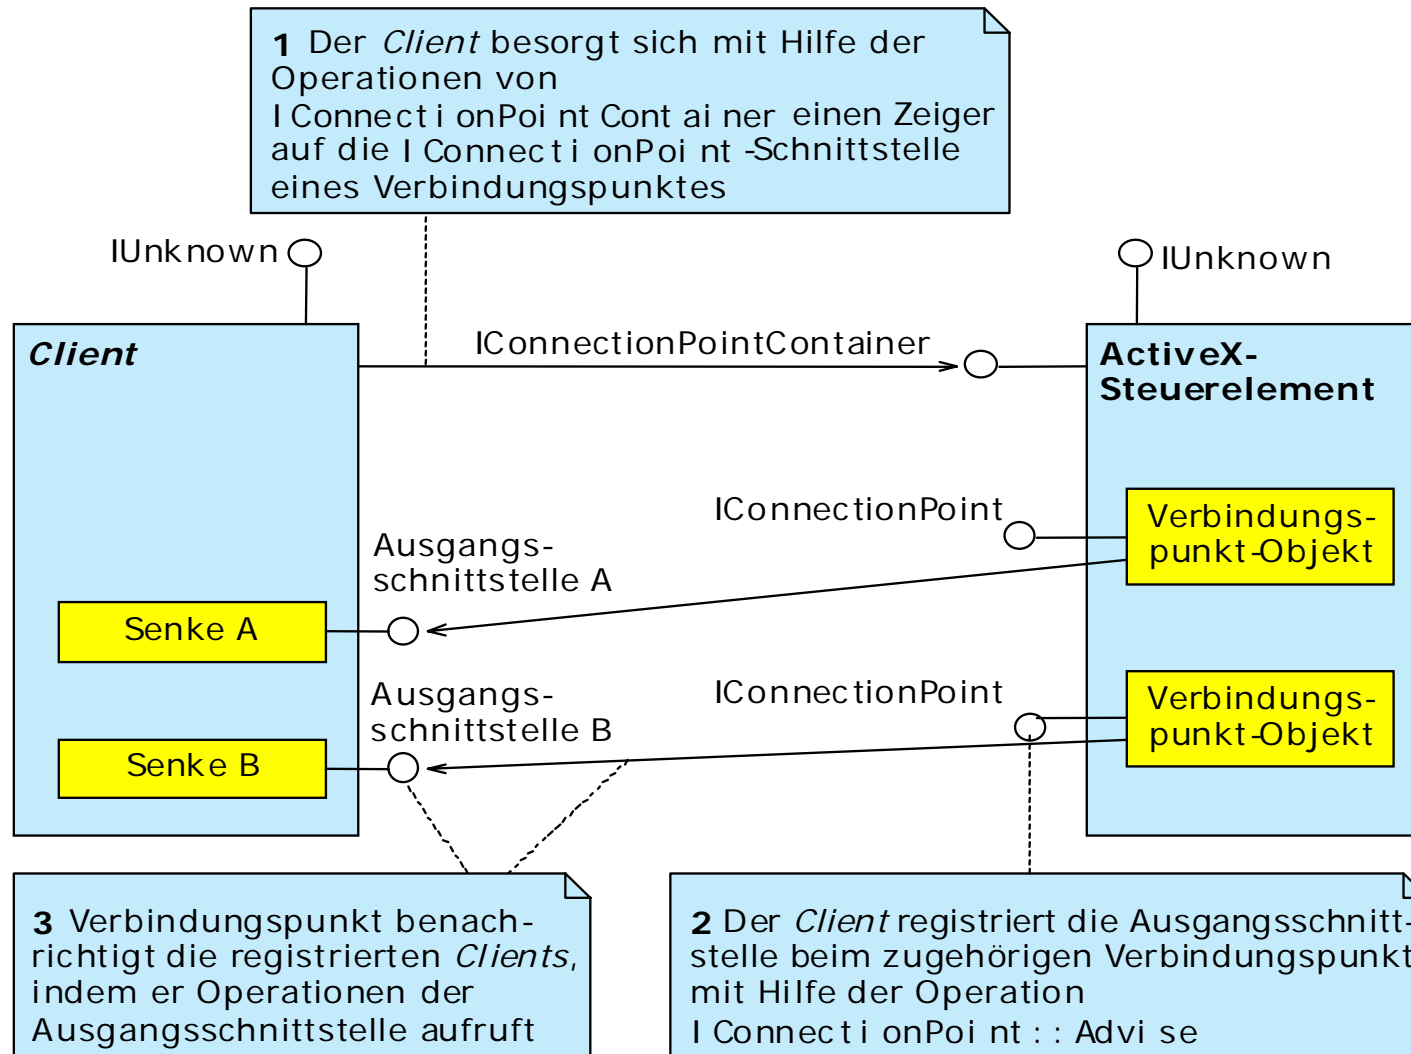 1 Der Client besorgt sich mit Hilfe der
Operationen von
IConnectionPointContainer einen Zeiger
auf die IConnectionPoint-Schnittstelle
eines Verbindungspunktes
IUnknown
IUnknown
Client
IConnectionPointContainer
ActiveX-
Steuerelement
IConnectionPoint
Verbindungs-
punkt-Objekt
Ausgangs-
schnittstelle A
Senke A
IConnectionPoint
Verbindungs-
punkt-Objekt
Ausgangs-
schnittstelle B
Senke B
3 Verbindungspunkt benach-
richtigt die registrierten Clients,
indem er Operationen der
Ausgangsschnittstelle aufruft
2 Der Client registriert die Ausgangsschnitt-
stelle beim zugehörigen Verbindungspunkt
mit Hilfe der Operation
IConnectionPoint::Advise